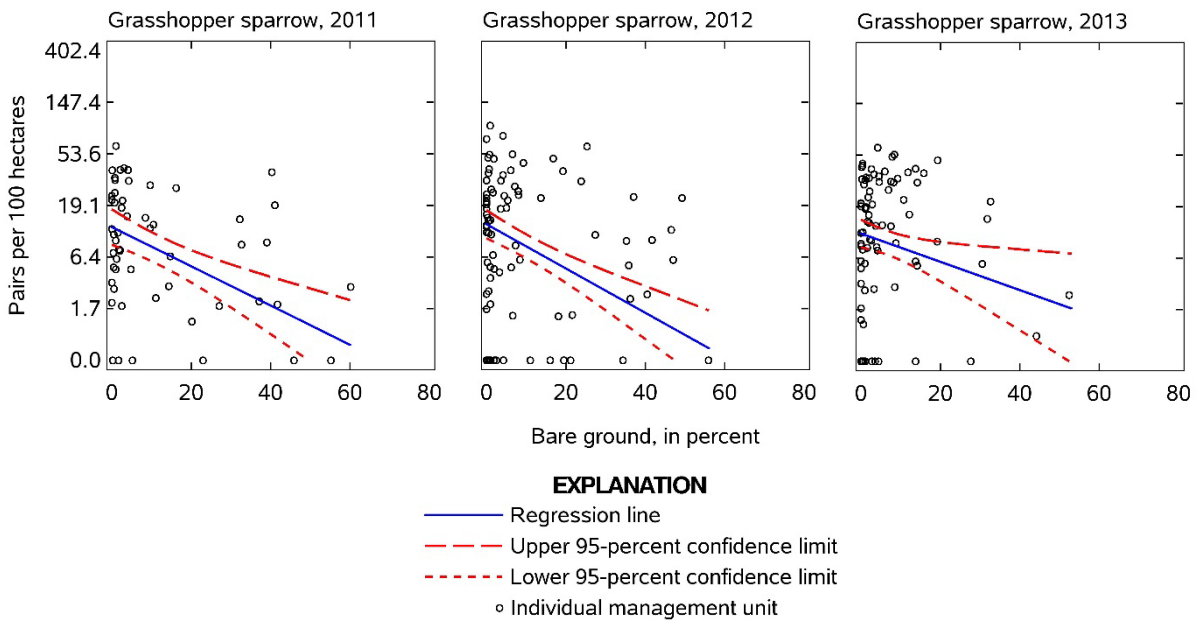 Grasshopper sparrow, 2011
Grasshopper sparrow, 2012
Grasshopper sparrow, 2013
Pairs per 100 hectares
402.4
147.4
53.6
19.1
6.4
1.7
0.0
0 20 40 60 80
0 20 40 60 80
0 20 40 60 80
Bare ground, in percent
EXPLANATION
Regression line
Upper 95-percent confidence limit
Lower 95-percent confidence limit
Individual management unit